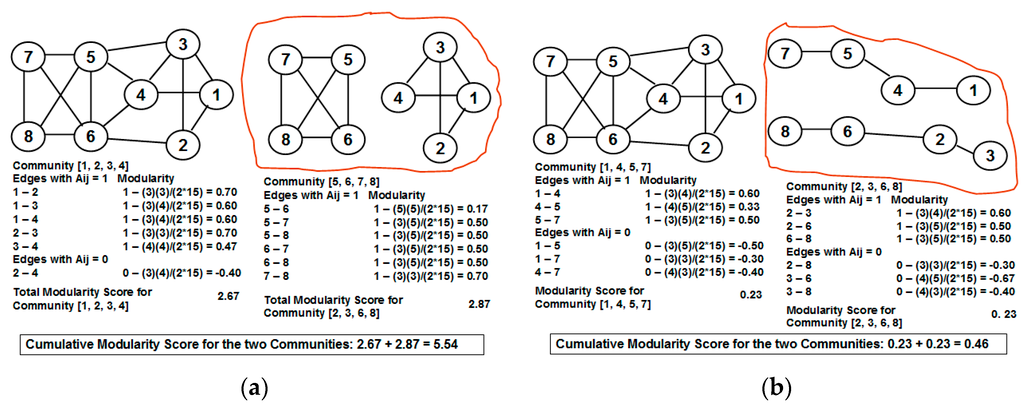 7 5 3 4 1 8 6 2
7 5 8 6
3 4 1 2
Community [1, 2, 3, 4]
Edges with Aij = 1 Modularity
1 – 2 1 – (3)(3)/(2*15) = 0.70
1 – 3 1 – (3)(4)/(2*15) = 0.60
1 – 4 1 – (3)(4)/(2*15) = 0.60
2 – 3 1 – (3)(3)/(2*15) = 0.70
3 – 4 1 – (4)(4)/(2*15) = 0.47
Edges with Aij = 0
2 – 4 0 – (3)(4)/(2*15) = -0.40
Total Modularity Score for 2.67
Community [1, 2, 3, 4]
Community [5, 6, 7, 8]
Edges with Aij = 1 Modularity
5 – 6 1 – (5)(5)/(2*15) = 0.17
5 – 7 1 – (5)(3)/(2*15) = 0.50
5 – 8 1 – (5)(3)/(2*15) = 0.50
6 – 7 1 – (5)(3)/(2*15) = 0.50
6 – 8 1 – (5)(3)/(2*15) = 0.50
7 – 8 1 – (3)(3)/(2*15) = 0.70
Total Modularity Score for 2.87
Community [2, 3, 6, 8]
Cumulative Modularity Score for the two Communities: 2.67 + 2.87 = 5.54
(a)
7 5 3 4 1 8 6 2
7 5 4 1
8 6 2 3
Community [1, 4, 5, 7]
Edges with Aij = 1 Modularity
1 – 4 1 – (3)(4)/(2*15) = 0.60
4 – 5 1 – (4)(5)/(2*15) = 0.33
5 – 7 1 – (5)(3)/(2*15) = 0.50
Edges with Aij = 0
1 – 5 0 – (3)(5)/(2*15) = -0.50
1 – 7 0 – (3)(3)/(2*15) = -0.30
4 – 7 0 – (4)(3)/(2*15) = -0.40
Modularity Score for 0.23
Community [1, 4, 5, 7]
Community [2, 3, 6, 8]
Edges with Aij = 1 Modularity
2 – 3 1 – (3)(4)/(2*15) = 0.60
2 – 6 1 – (3)(5)/(2*15) = 0.50
6 – 8 1 – (3)(5)/(2*15) = 0.50
Edges with Aij = 0
2 – 8 0 – (3)(3)/(2*15) = -0.30
3 – 6 0 – (4)(5)/(2*15) = -0.67
3 – 8 0 – (4)(3)/(2*15) = -0.40
Modularity Score for 0. 23
Community [2, 3, 6, 8]
Cumulative Modularity Score for the two Communities: 0.23 + 0.23 = 0.46
(b)